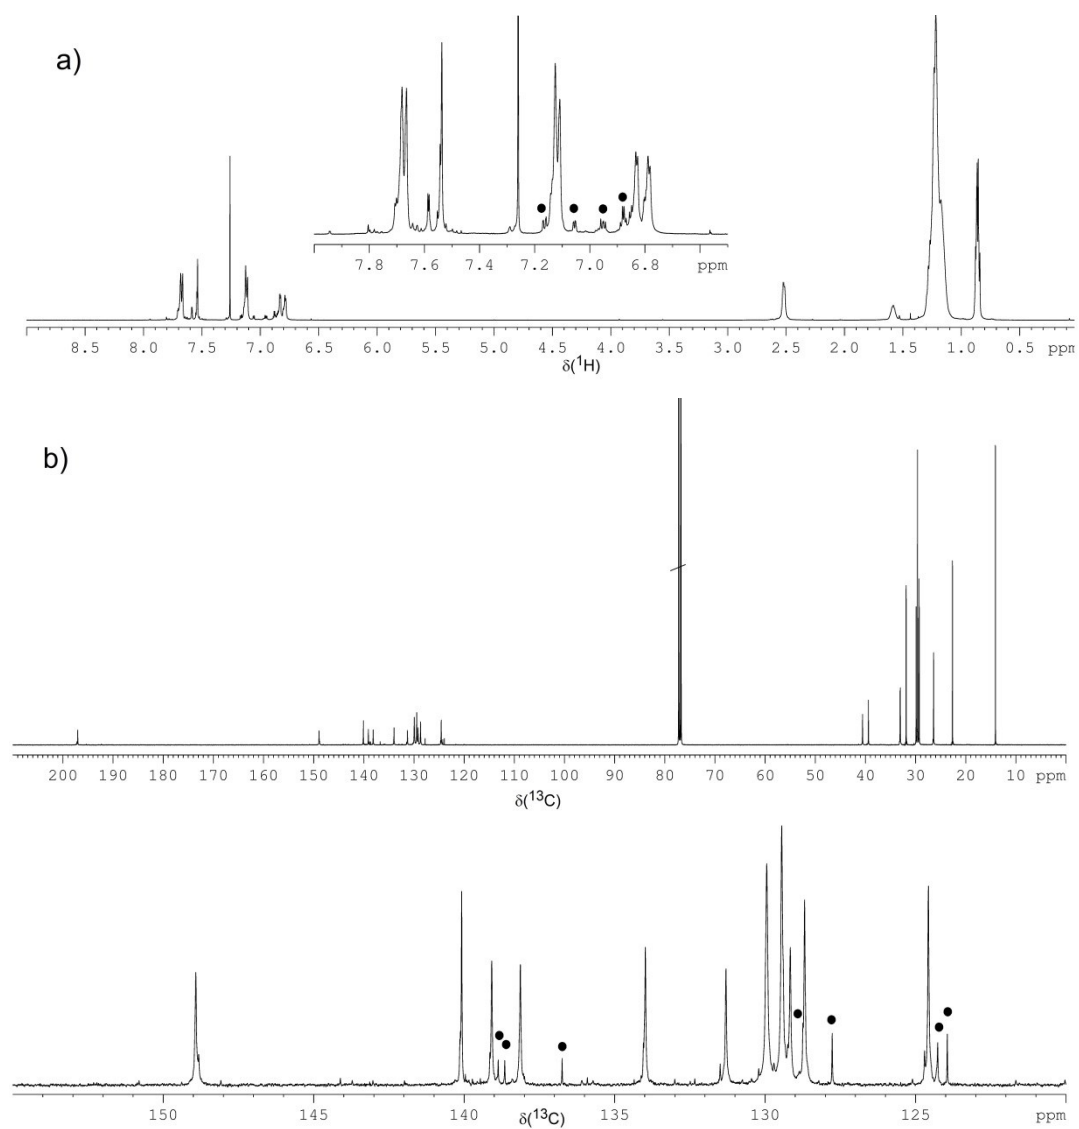 a)
7.8 7.6 7.4 7.2 7.0 6.8 ppm
8.5 8.0 7.5 7.0 6.5 6.0 5.5 5.0 4.5 4.0 3.5 3.0 2.5 2.0 1.5 1.0 0.5 ppm
δ(¹H)
b)
200 190 180 170 160 150 140 130 120 110 100 90 80 70 60 50 40 30 20 10 ppm
δ(¹³C)
150 145 140 135 130 125 ppm
δ(¹³C)